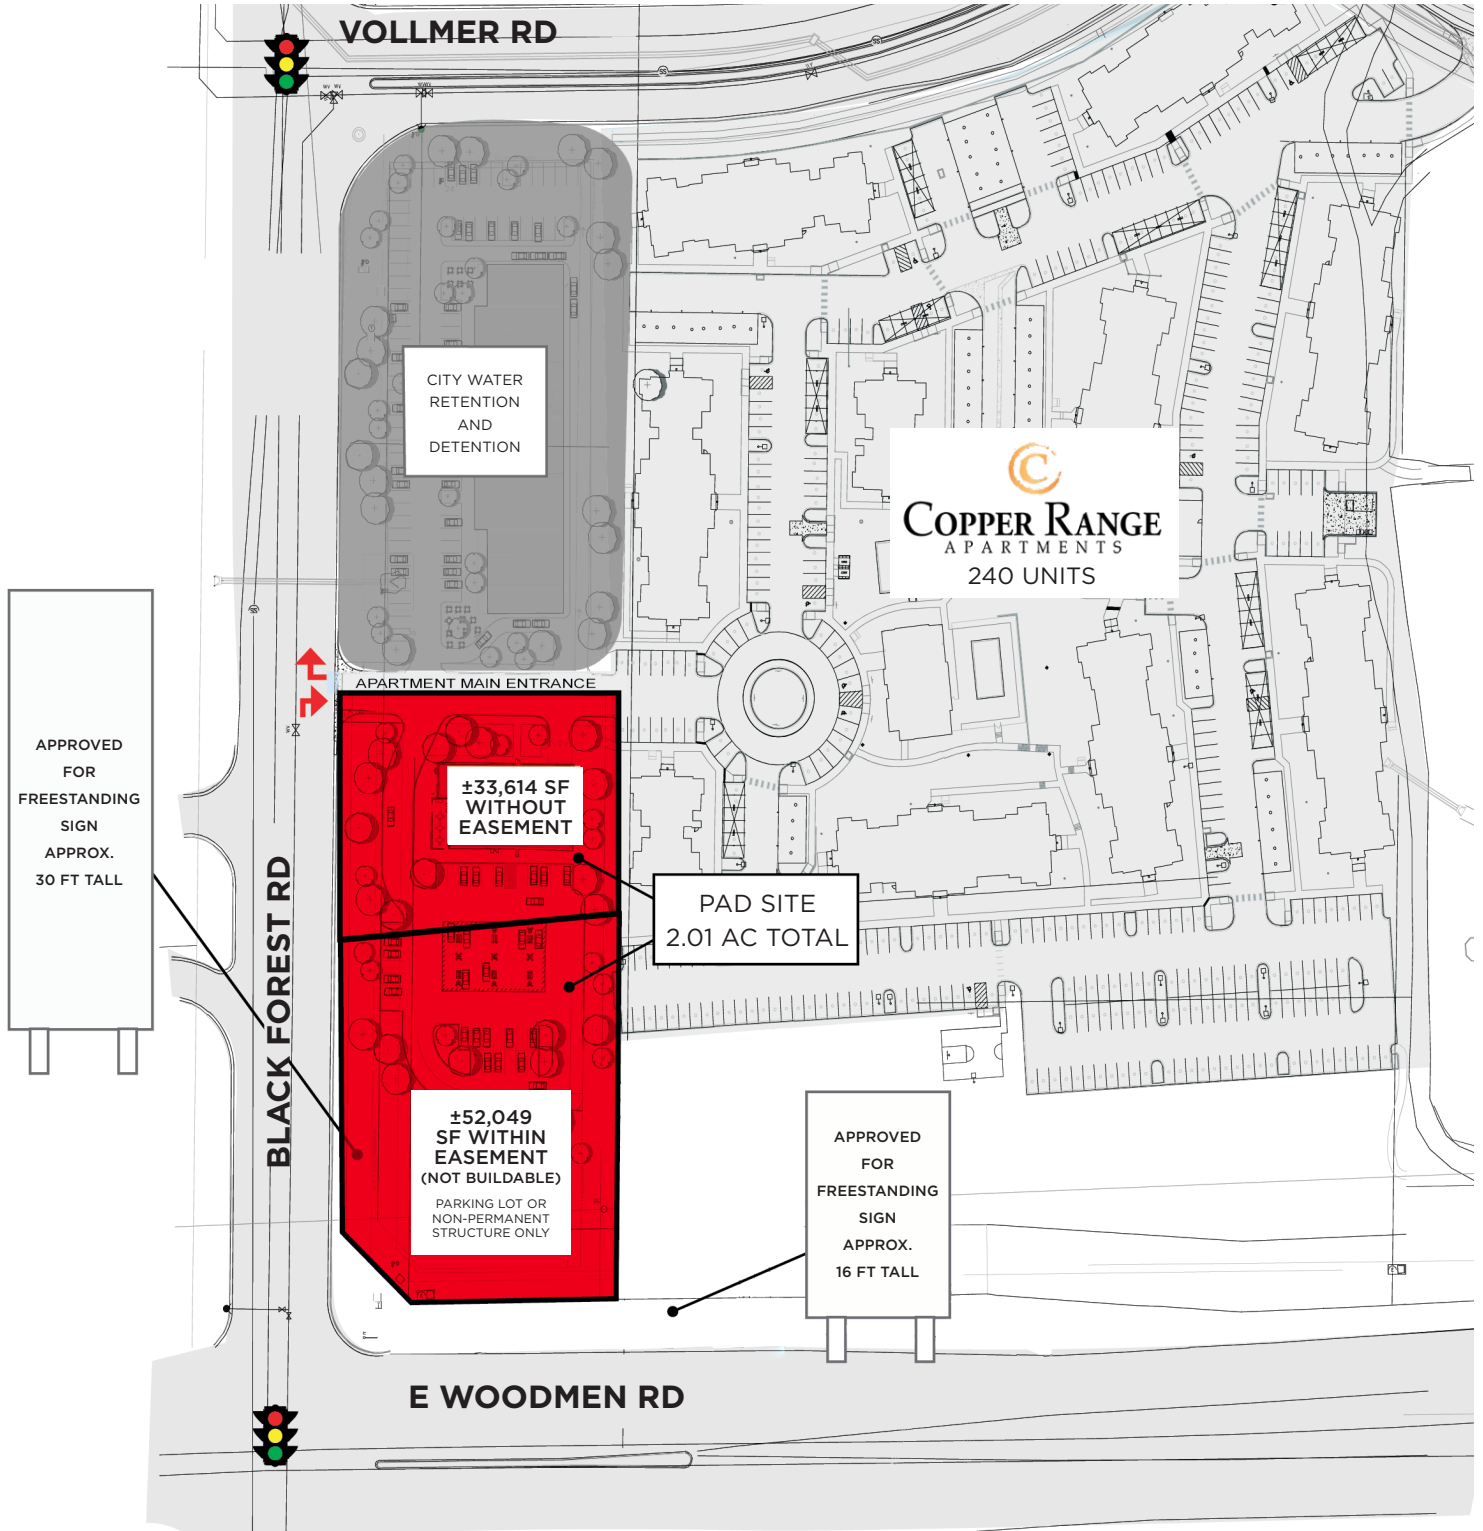 VOLLMER RD
CITY WATER
RETENTION
AND
DETENTION
COPPER RANGE
APARTMENTS
240 UNITS
APARTMENT MAIN ENTRANCE
APPROVED
FOR
FREESTANDING
SIGN
APPROX.
30 FT TALL
±33,614 SF
WITHOUT
EASEMENT
PAD SITE
2.01 AC TOTAL
BLACK FOREST RD
±52,049
SF WITHIN
EASEMENT
(NOT BUILDABLE)
PARKING LOT OR
NON-PERMANENT
STRUCTURE ONLY
APPROVED
FOR
FREESTANDING
SIGN
APPROX.
16 FT TALL
E WOODMEN RD